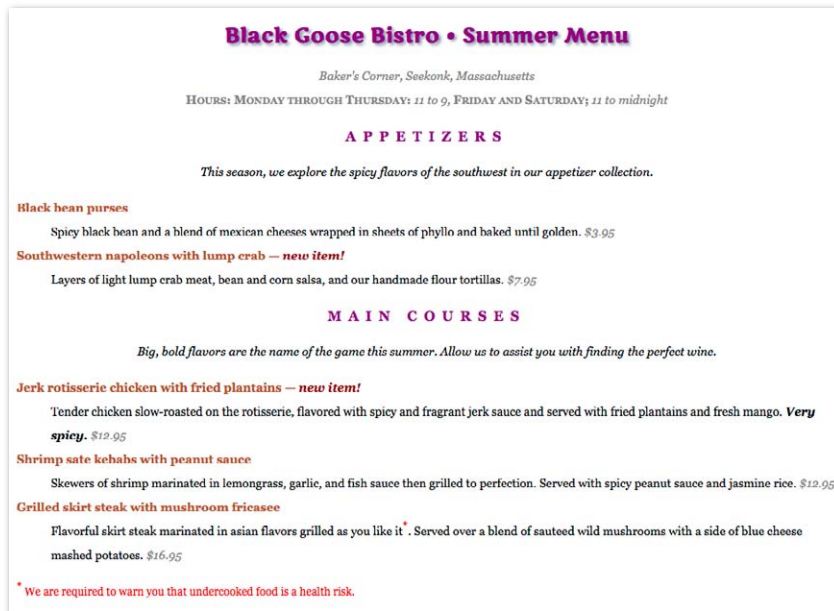 Black Goose Bistro • Summer Menu
Baker's Corner, Seekonk, Massachusetts
Hours: Monday through Thursday: 11 to 9, Friday and Saturday; 11 to midnight
APPETIZERS
This season, we explore the spicy flavors of the southwest in our appetizer collection.
Black bean purses
Spicy black bean and a blend of mexican cheeses wrapped in sheets of phyllo and baked until golden. $3.95
Southwestern napoleons with lump crab — new item!
Layers of light lump crab meat, bean and corn salsa, and our handmade flour tortillas. $7.95
MAIN COURSES
Big, bold flavors are the name of the game this summer. Allow us to assist you with finding the perfect wine.
Jerk rotisserie chicken with fried plantains — new item!
Tender chicken slow-roasted on the rotisserie, flavored with spicy and fragrant jerk sauce and served with fried plantains and fresh mango. Very
spicy. $12.95
Shrimp sate kebabs with peanut sauce
Skewers of shrimp marinated in lemongrass, garlic, and fish sauce then grilled to perfection. Served with spicy peanut sauce and jasmine rice. $12.95
Grilled skirt steak with mushroom fricasee
Flavorful skirt steak marinated in asian flavors grilled as you like it*. Served over a blend of sauteed wild mushrooms with a side of blue cheese
mashed potatoes. $16.95
* We are required to warn you that undercooked food is a health risk.